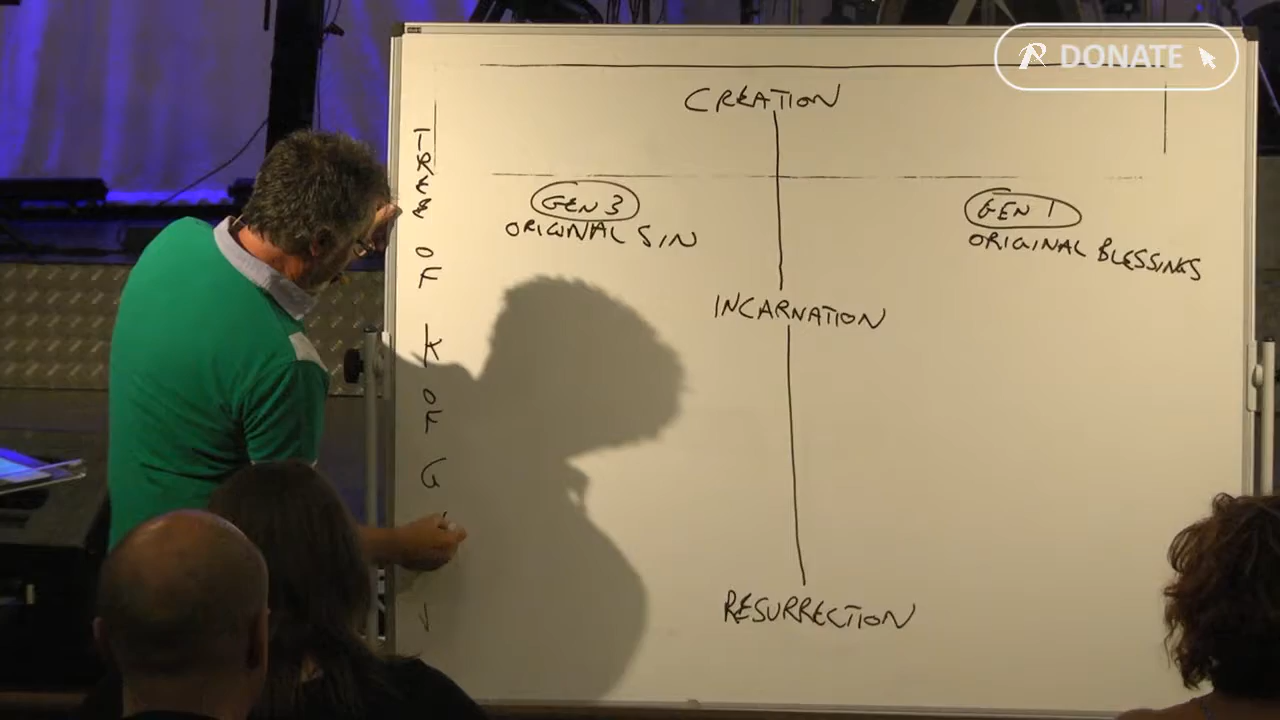 DONATE
CREATION
TREE OF K OF G
GEN 3
ORIGINAL SIN
GEN 1
ORIGINAL BLESSINGS
INCARNATION
RESURRECTION